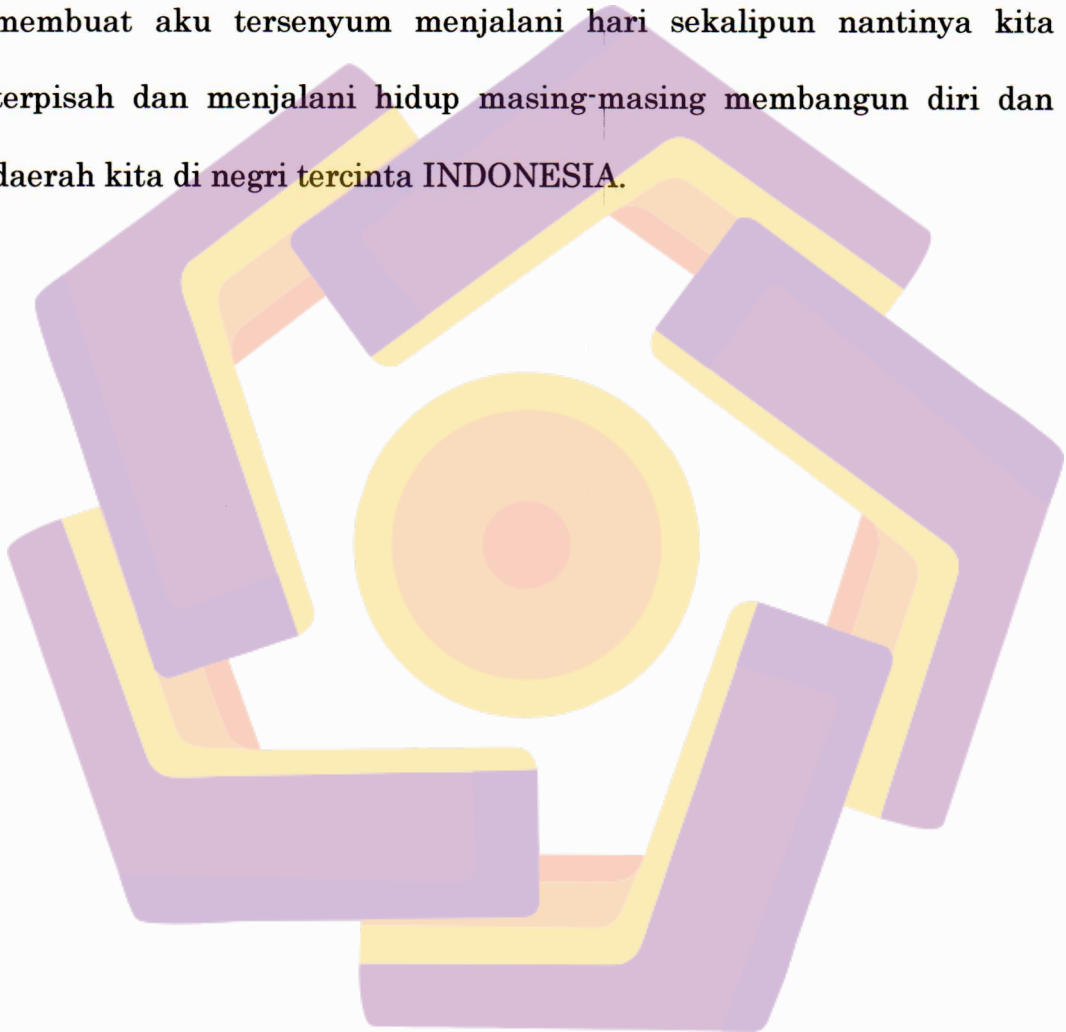 membuat aku tersenyum menjalani hari sekalipun nantinya kita
terpisah dan menjalani hidup masing-masing membangun diri dan
daerah kita di negri tercinta INDONESIA.